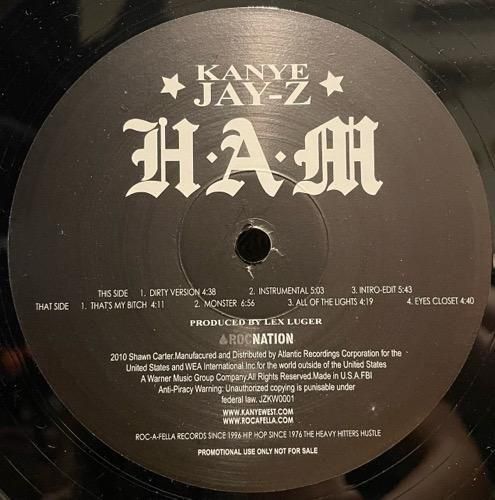 KANYE
JAY-Z
H·A·M
THIS SIDE 1. DIRTY VERSION 4:38 2. INSTRUMENTAL 5:03 3. INTRO-EDIT 5:43
THAT SIDE 1. THAT'S MY BITCH 4:11 2. MONSTER 6:56 3. ALL OF THE LIGHTS 4:19 4. EYES CLOSET 4:40
PRODUCED BY LEX LUGER
ROCNATION
2010 Shawn Carter.Manufacured and Distributed by Atlantic Recordings Corporation for the
United States and WEA International Inc for the world outside of the United States
A Warner Music Group Company.All Rights Reserved.Made in U.S.A.FBI
Anti-Piracy Warning: Unauthorized copying is punisable under
federal law. JZKW0001
WWW.KANYEWEST.COM
WWW.ROCAFELLA.COM
ROC-A-FELLA RECORDS SINCE 1996 HIP HOP SINCE 1976 THE HEAVY HITTERS HUSTLE
PROMOTIONAL USE ONLY NOT FOR SALE